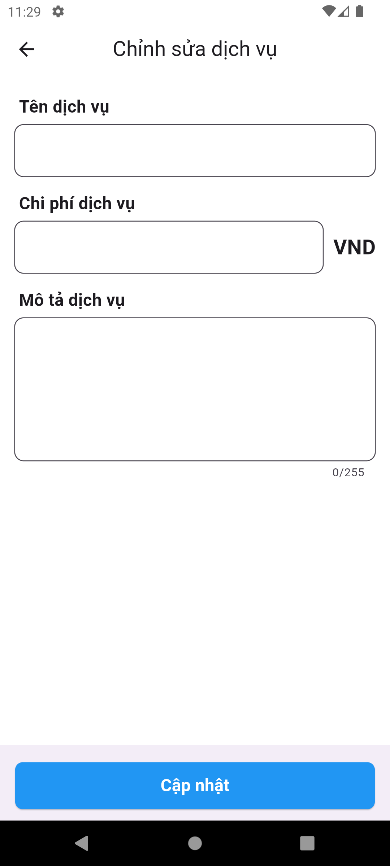 11:29
Chỉnh sửa dịch vụ
Tên dịch vụ
Chi phí dịch vụ
VND
Mô tả dịch vụ
0/255
Cập nhật